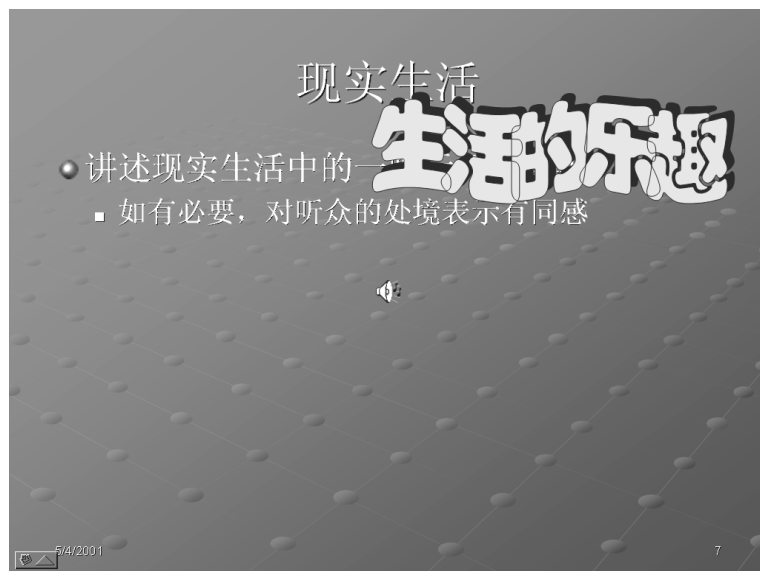 现实生活
生活的乐趣
讲述现实生活中的一
如有必要，对听众的处境表示有同感
5/4/2001
7